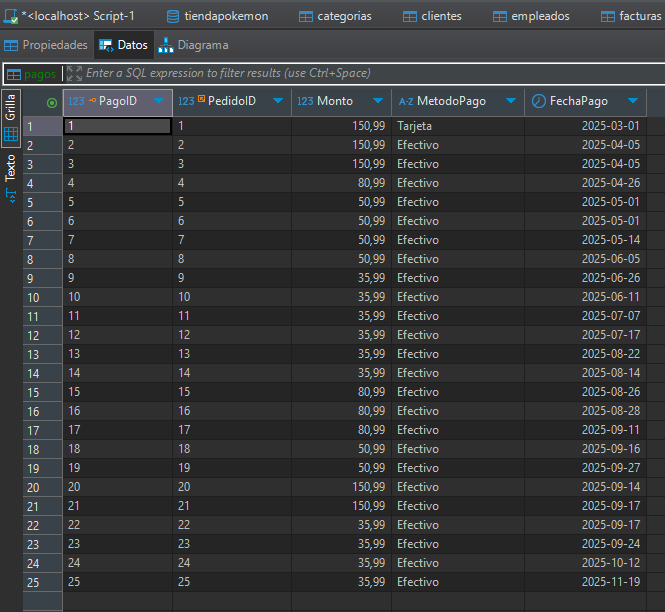 *<localhost> Script-1 tiendapokemon categorias clientes empleados facturas
Propiedades Datos Diagrama
pagos Enter a SQL expression to filter results (use Ctrl+Space)
Grilla
Texto
123 PagoID 123 PedidoID 123 Monto A-Z MetodoPago FechaPago
1 1 1 150,99 Tarjeta 2025-03-01
2 2 2 150,99 Efectivo 2025-04-05
3 3 3 150,99 Efectivo 2025-04-05
4 4 4 80,99 Efectivo 2025-04-26
5 5 5 50,99 Efectivo 2025-05-01
6 6 6 50,99 Efectivo 2025-05-01
7 7 7 50,99 Efectivo 2025-05-14
8 8 8 50,99 Efectivo 2025-06-05
9 9 9 35,99 Efectivo 2025-06-26
10 10 10 35,99 Efectivo 2025-06-11
11 11 11 35,99 Efectivo 2025-07-07
12 12 12 35,99 Efectivo 2025-07-17
13 13 13 35,99 Efectivo 2025-08-22
14 14 14 35,99 Efectivo 2025-08-14
15 15 15 80,99 Efectivo 2025-08-26
16 16 16 80,99 Efectivo 2025-08-28
17 17 17 80,99 Efectivo 2025-09-11
18 18 18 50,99 Efectivo 2025-09-16
19 19 19 50,99 Efectivo 2025-09-27
20 20 20 150,99 Efectivo 2025-09-14
21 21 21 150,99 Efectivo 2025-09-17
22 22 22 35,99 Efectivo 2025-09-17
23 23 23 35,99 Efectivo 2025-09-24
24 24 24 35,99 Efectivo 2025-10-12
25 25 25 35,99 Efectivo 2025-11-19